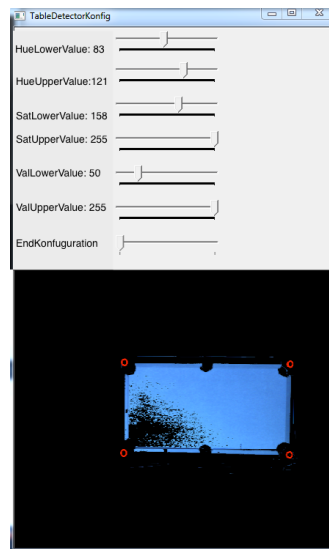 TableDetectorKonfig
HueLowerValue: 83
HueUpperValue:121
SatLowerValue: 158
SatUpperValue: 255
ValLowerValue: 50
ValUpperValue: 255
EndKonfuguration